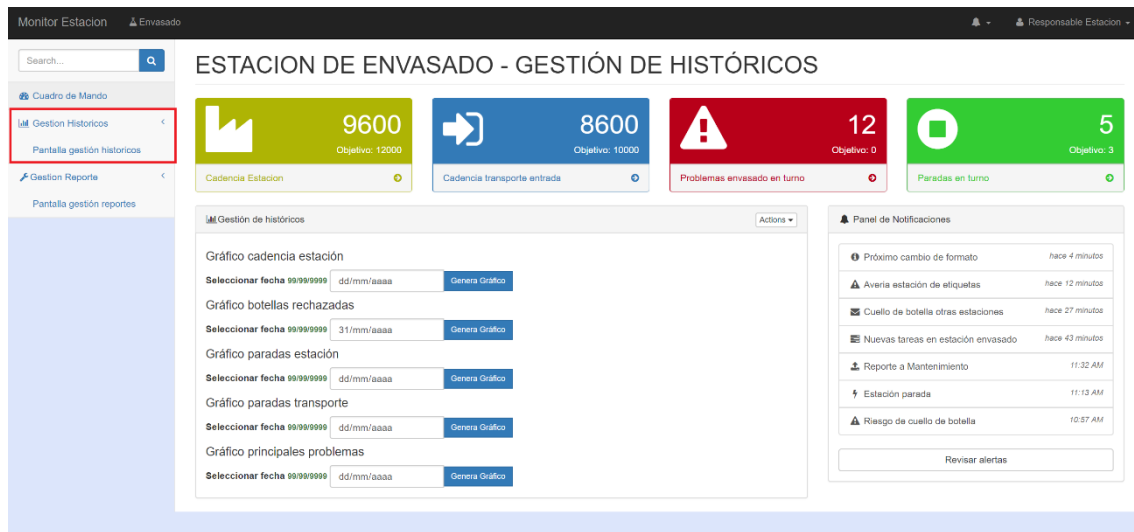 Monitor Estacion Envasado Responsable Estacion
Search...
Cuadro de Mando
Gestion Historicos
Pantalla gestión historicos
Gestion Reporte
Pantalla gestión reportes
ESTACION DE ENVASADO - GESTIÓN DE HISTÓRICOS
9600
Objetivo: 12000
Cadencia Estacion
8600
Objetivo: 10000
Cadencia transporte entrada
12
Objetivo: 0
Problemas envasado en turno
5
Objetivo: 3
Paradas en turno
Gestión de históricos Actions
Gráfico cadencia estación
Seleccionar fecha 99/99/9999 dd/mm/aaaa Genera Gráfico
Gráfico botellas rechazadas
Seleccionar fecha 99/99/9999 31/mm/aaaa Genera Gráfico
Gráfico paradas estación
Seleccionar fecha 99/99/9999 dd/mm/aaaa Genera Gráfico
Gráfico paradas transporte
Seleccionar fecha 99/99/9999 dd/mm/aaaa Genera Gráfico
Gráfico principales problemas
Seleccionar fecha 99/99/9999 dd/mm/aaaa Genera Gráfico
Panel de Notificaciones
Próximo cambio de formato hace 4 minutos
Averia estación de etiquetas hace 12 minutos
Cuello de botella otras estaciones hace 27 minutos
Nuevas tareas en estación envasado hace 43 minutos
Reporte a Mantenimiento 11:32 AM
Estación parada 11:13 AM
Riesgo de cuello de botella 10:57 AM
Revisar alertas